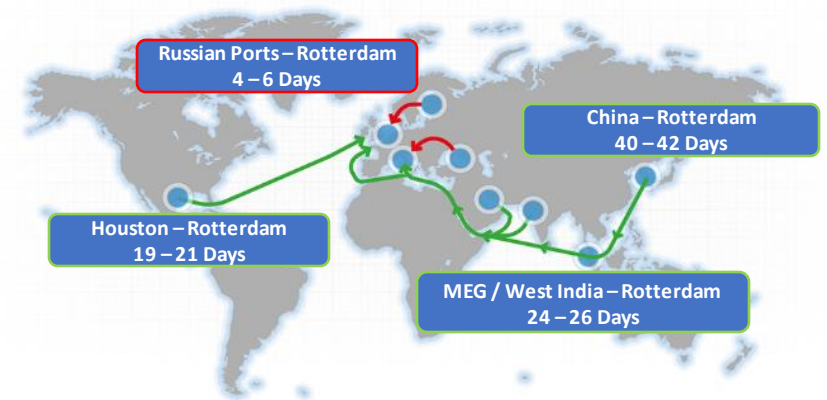 Russian Ports – Rotterdam
4 – 6 Days
China – Rotterdam
40 – 42 Days
Houston – Rotterdam
19 – 21 Days
MEG / West India – Rotterdam
24 – 26 Days